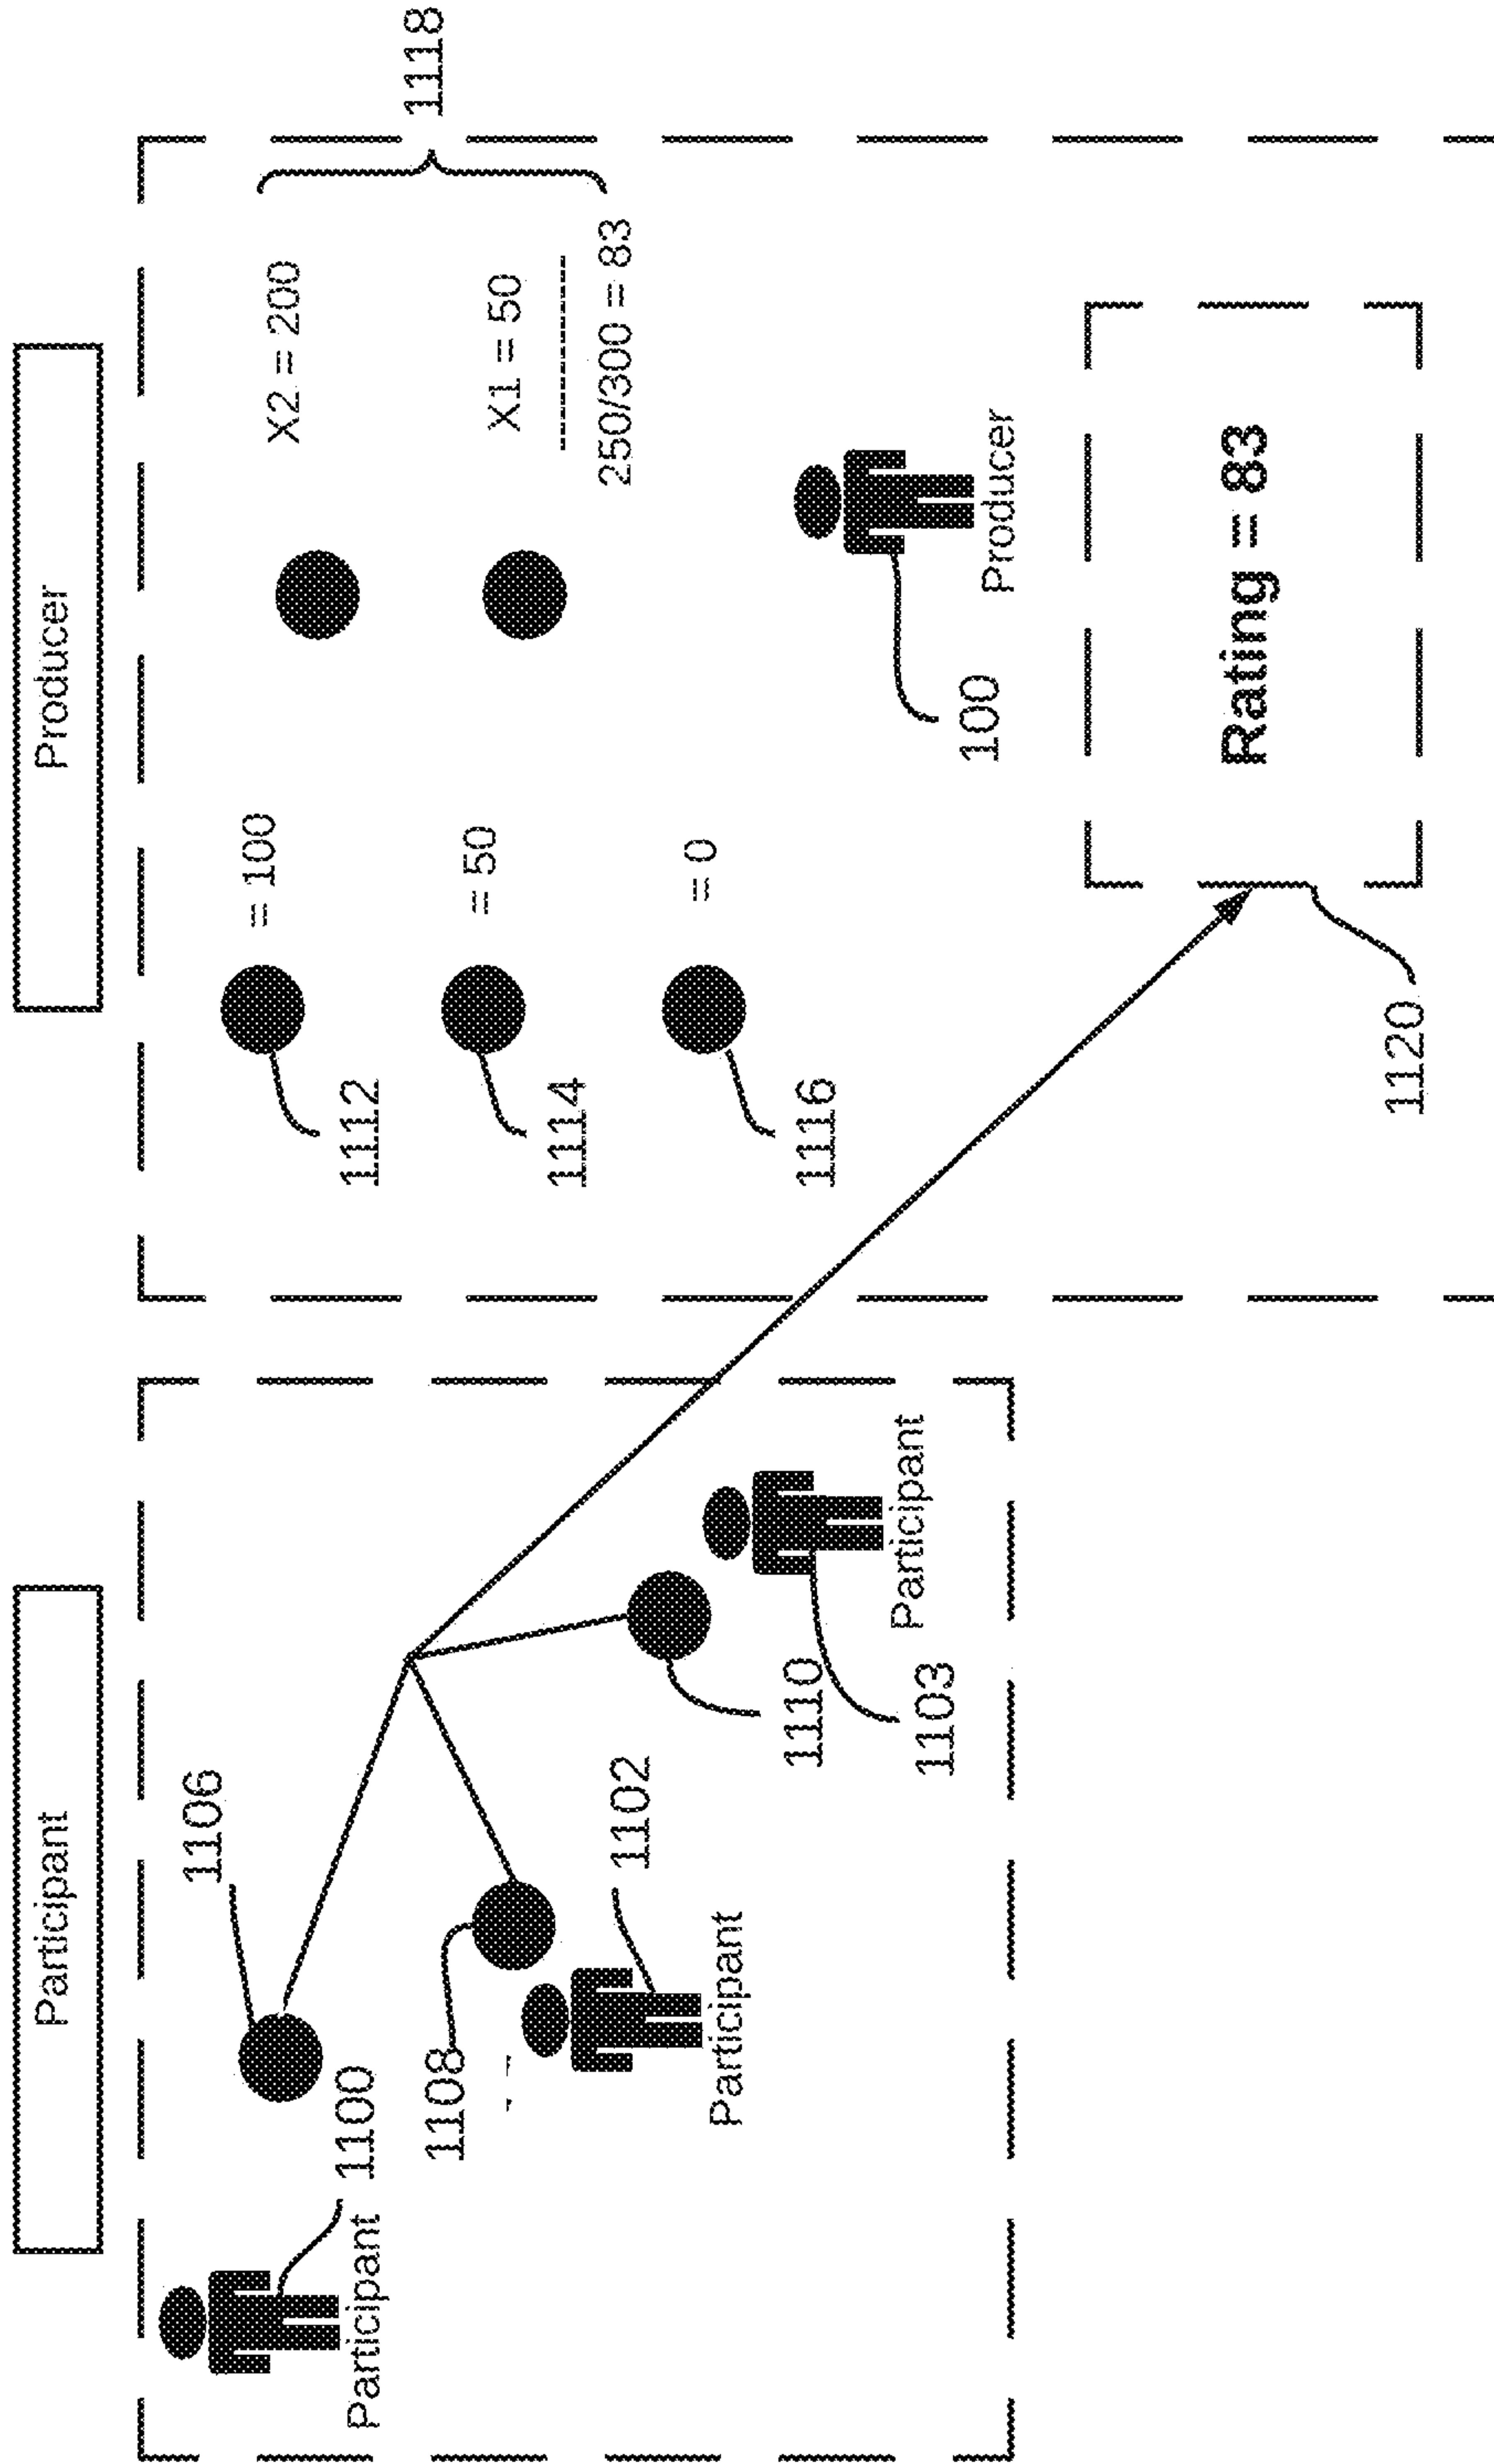 Participant
Producer
1106
1100
Participant
1108
1102
Participant
1110
1103
Participant
= 100
1112
= 50
1114
= 0
1116
X2 = 200
X1 = 50
250/300 = 83
1118
100
Producer
Rating = 83
1120